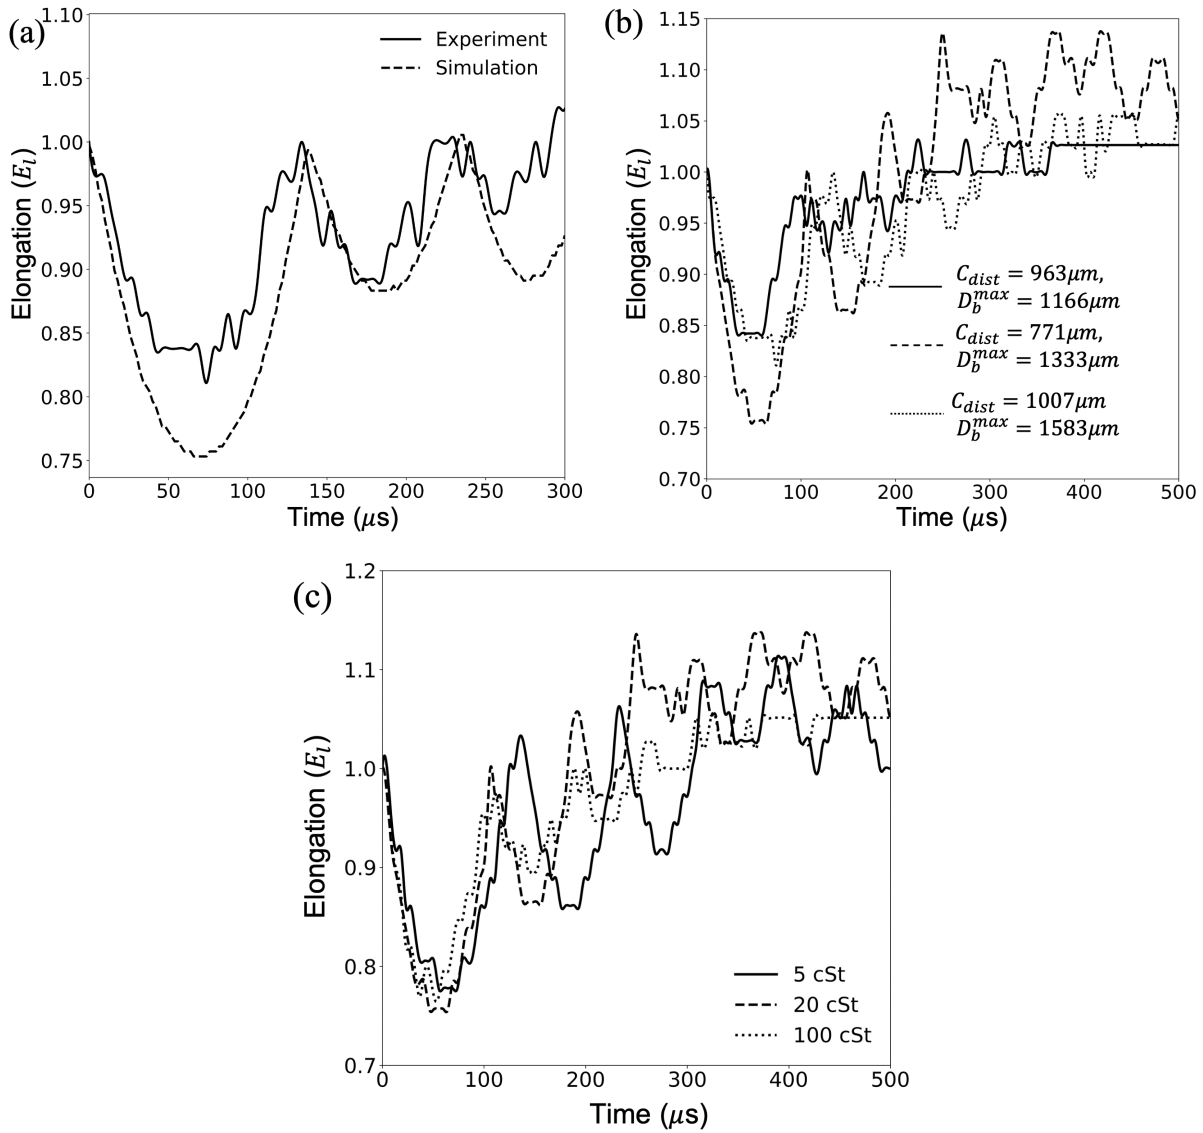 (a)
1.10
1.05
1.00
0.95
0.90
0.85
0.80
0.75
Elongation (E_l)
Experiment
Simulation
0 50 100 150 200 250 300
Time (μs)
(b)
1.15
1.10
1.05
1.00
0.95
0.90
0.85
0.80
0.75
0.70
Elongation (E_l)
C_dist = 963μm,
D_b^max = 1166μm
C_dist = 771μm,
D_b^max = 1333μm
C_dist = 1007μm
D_b^max = 1583μm
0 100 200 300 400 500
Time (μs)
(c)
1.2
1.1
1.0
0.9
0.8
0.7
Elongation (E_l)
5 cSt
20 cSt
100 cSt
0 100 200 300 400 500
Time (μs)